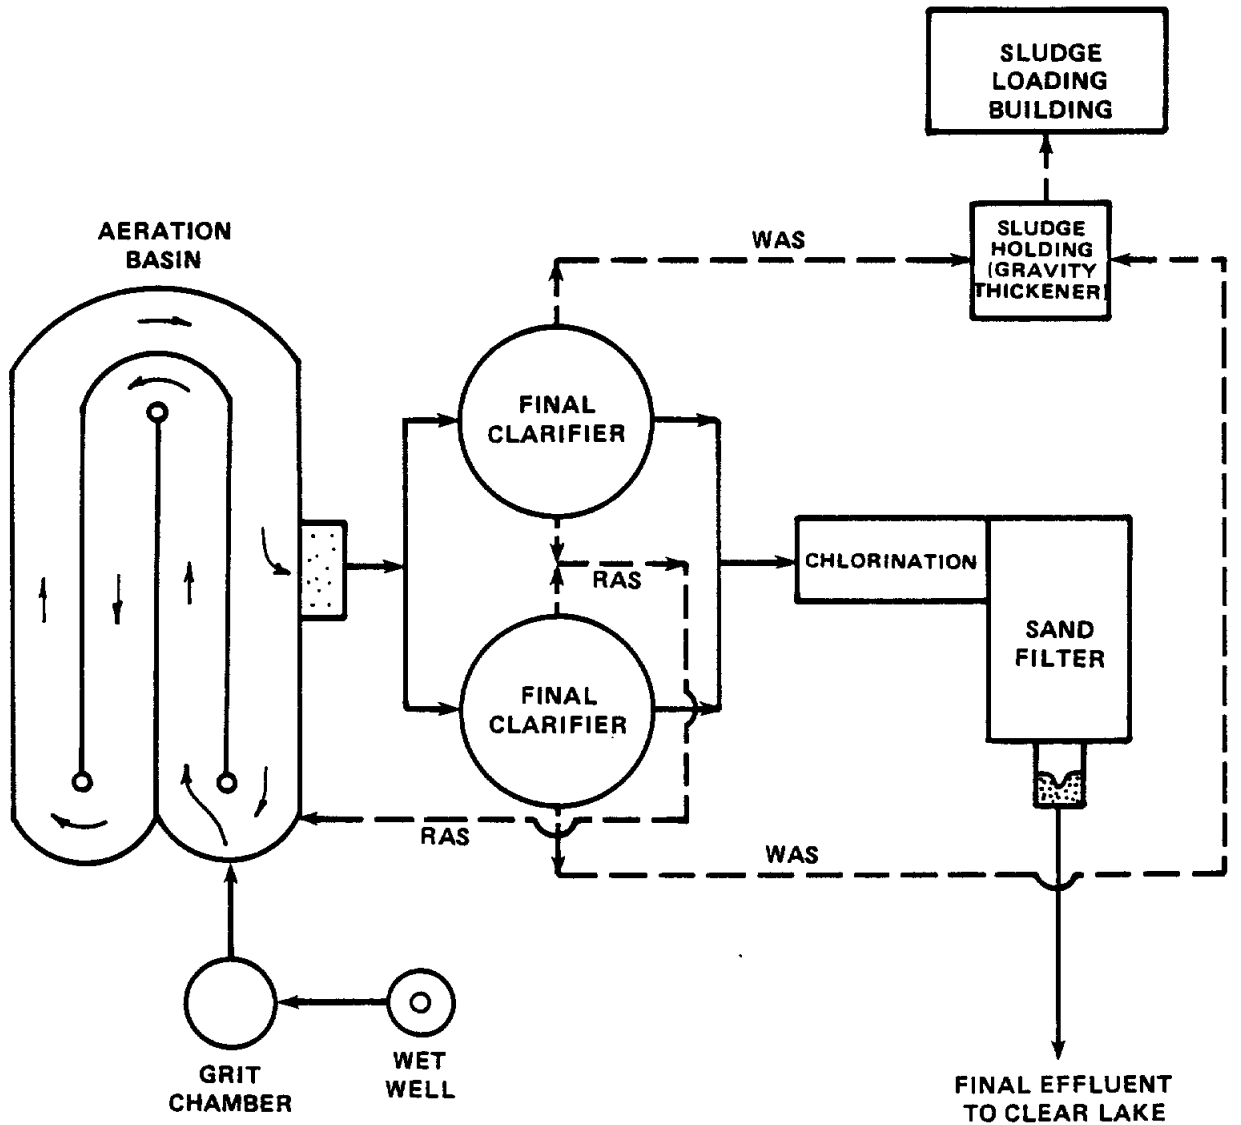 SLUDGE
LOADING
BUILDING
AERATION
BASIN
WAS
SLUDGE
HOLDING
(GRAVITY
THICKENER)
FINAL
CLARIFIER
RAS
CHLORINATION
SAND
FILTER
FINAL
CLARIFIER
RAS
WAS
GRIT
CHAMBER
WET
WELL
FINAL EFFLUENT
TO CLEAR LAKE